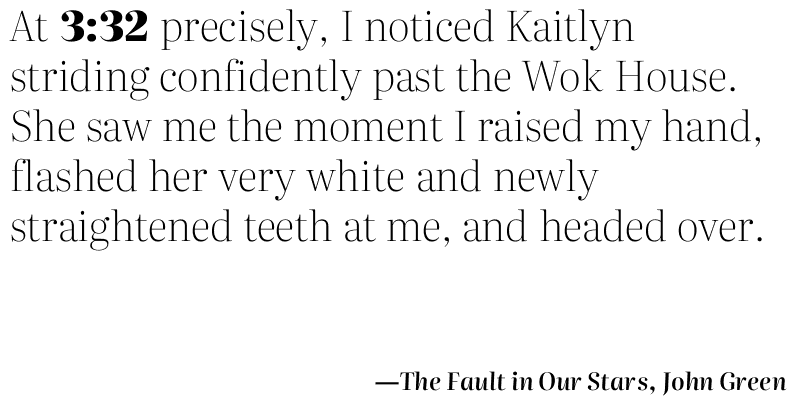 At 3:32 precisely, I noticed Kaitlyn
striding confidently past the Wok House.
She saw me the moment I raised my hand,
flashed her very white and newly
straightened teeth at me, and headed over.
—The Fault in Our Stars, John Green